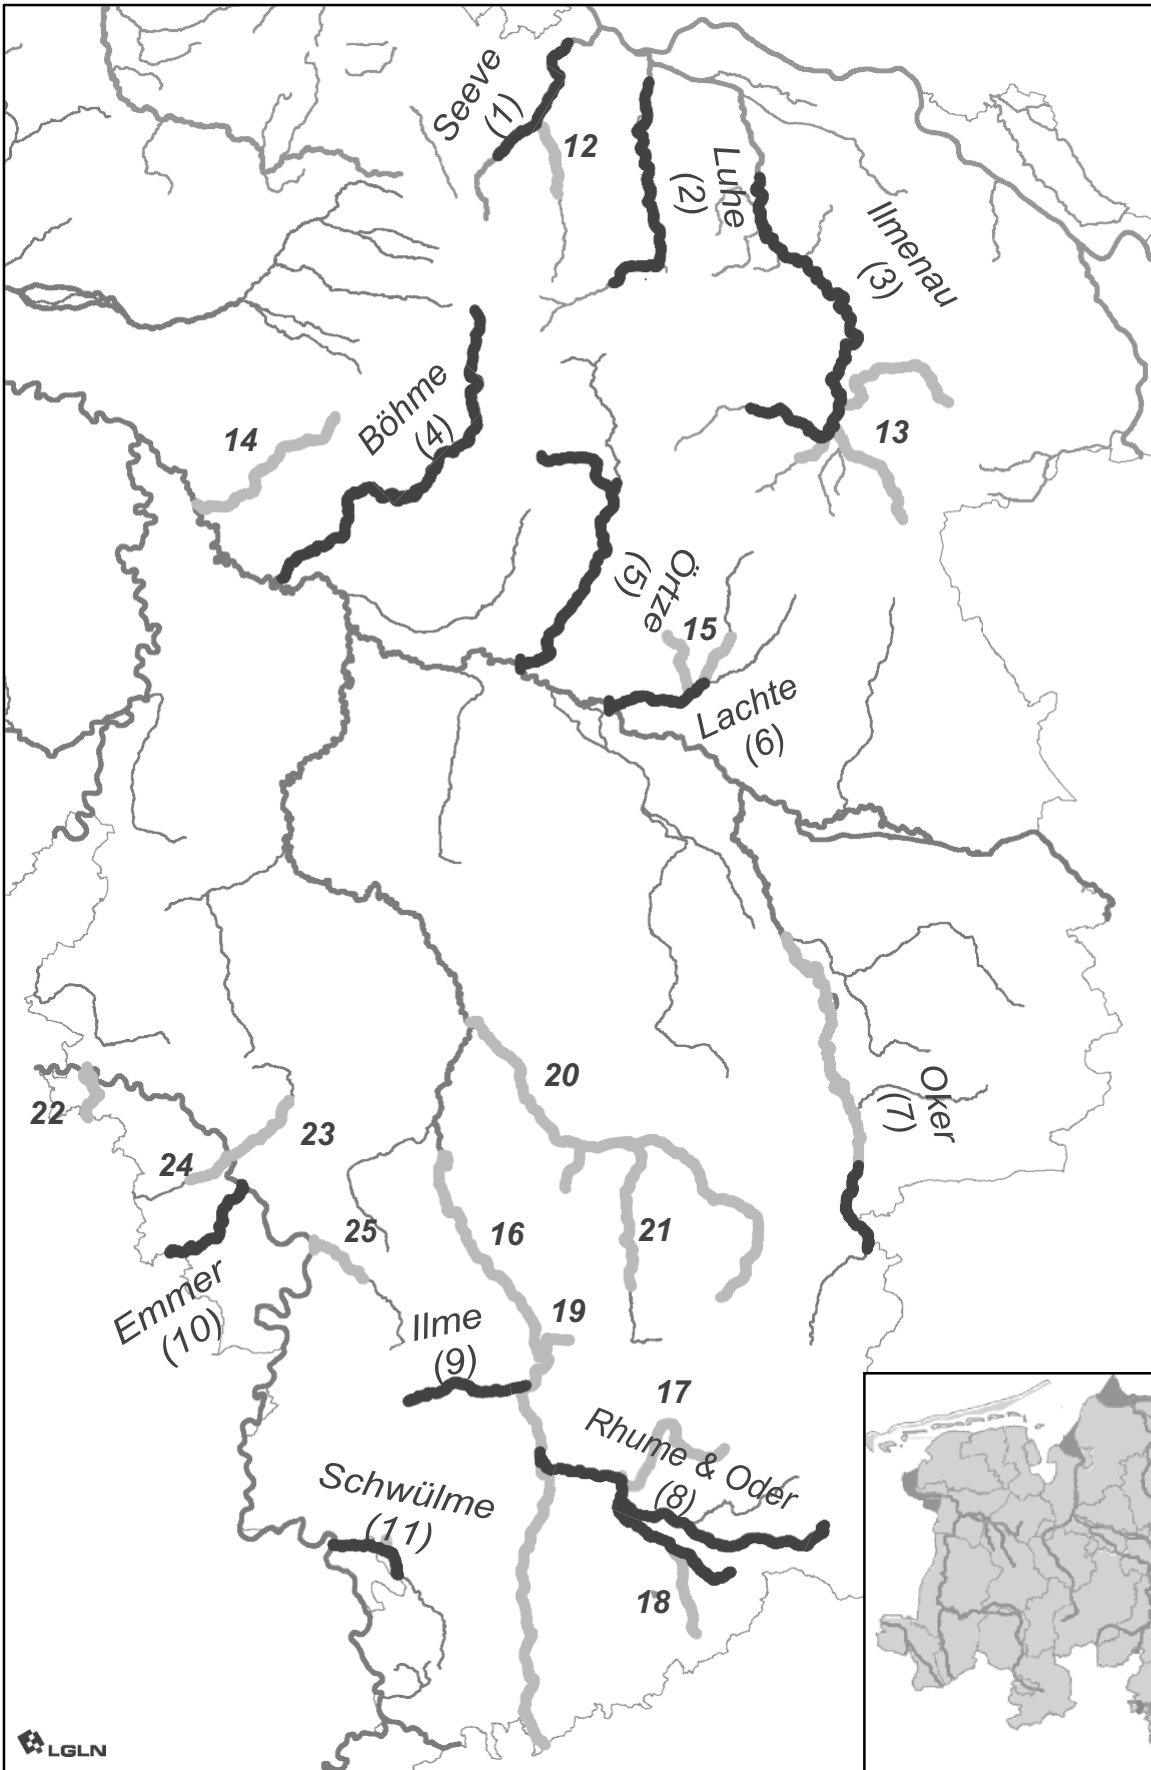 Seeve
(1)
12
Luhe
(2)
Ilmenau
(3)
Böhme
(4)
14
13
Örtze
(5)
15
Lachte
(6)
20
Oker
(7)
22
23
24
25
16
21
Emmer
(10)
19
Ilme
(9)
17
Rhume & Oder
(8)
Schwülme
(11)
18
LGLN